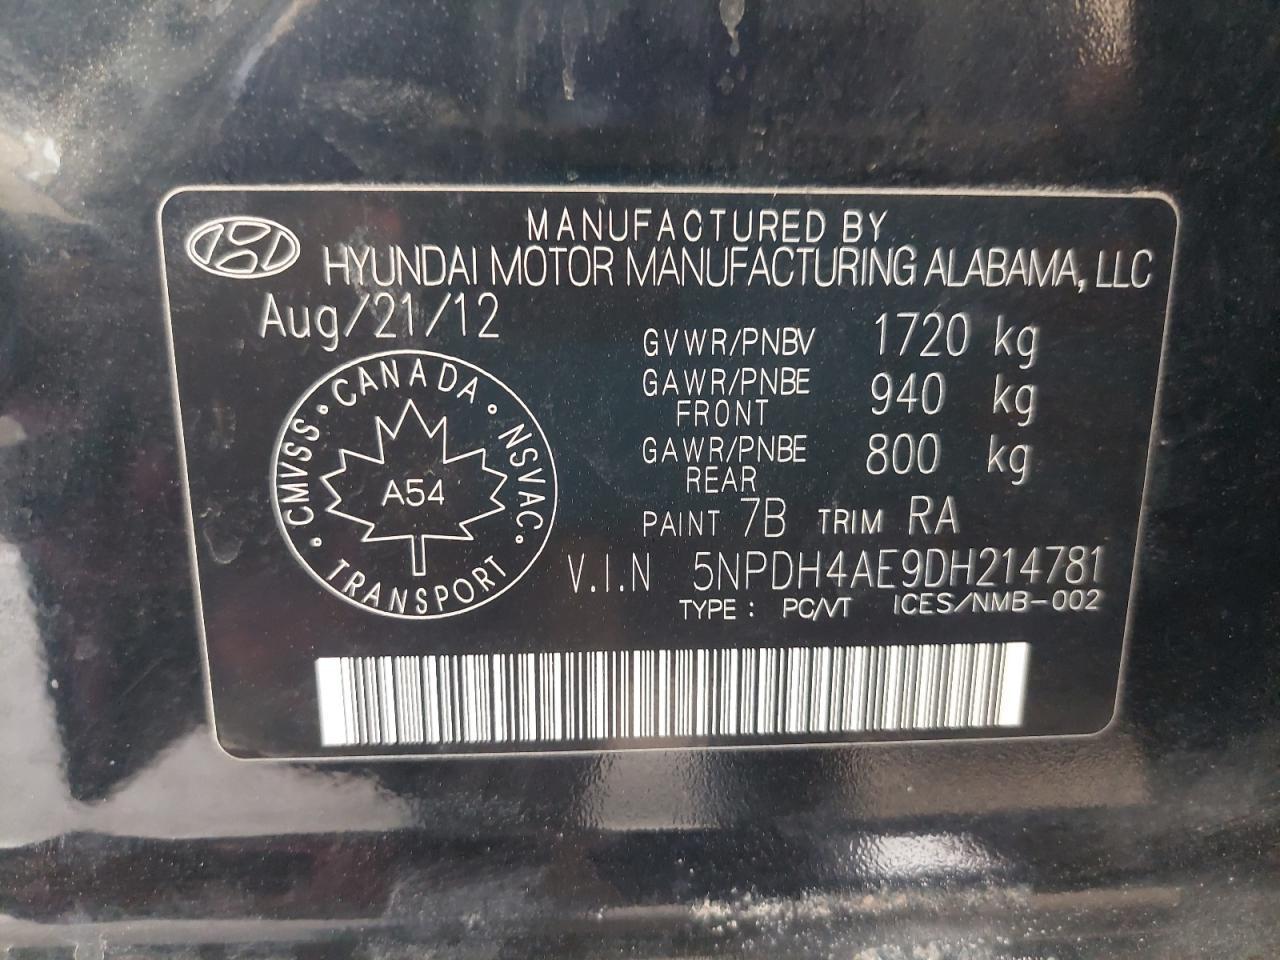 MANUFACTURED BY
HYUNDAI MOTOR MANUFACTURING ALABAMA, LLC
Aug/21/12
GVWR/PNBV 1720 kg
GAWR/PNBE FRONT 940 kg
GAWR/PNBE REAR 800 kg
PAINT 7B TRIM RA
V.I.N 5NPDH4AE9DH214781
TYPE : PC/VT ICES/NMB-002
CMVSS · CANADA · NSVAC · TRANSPORT ·
A54